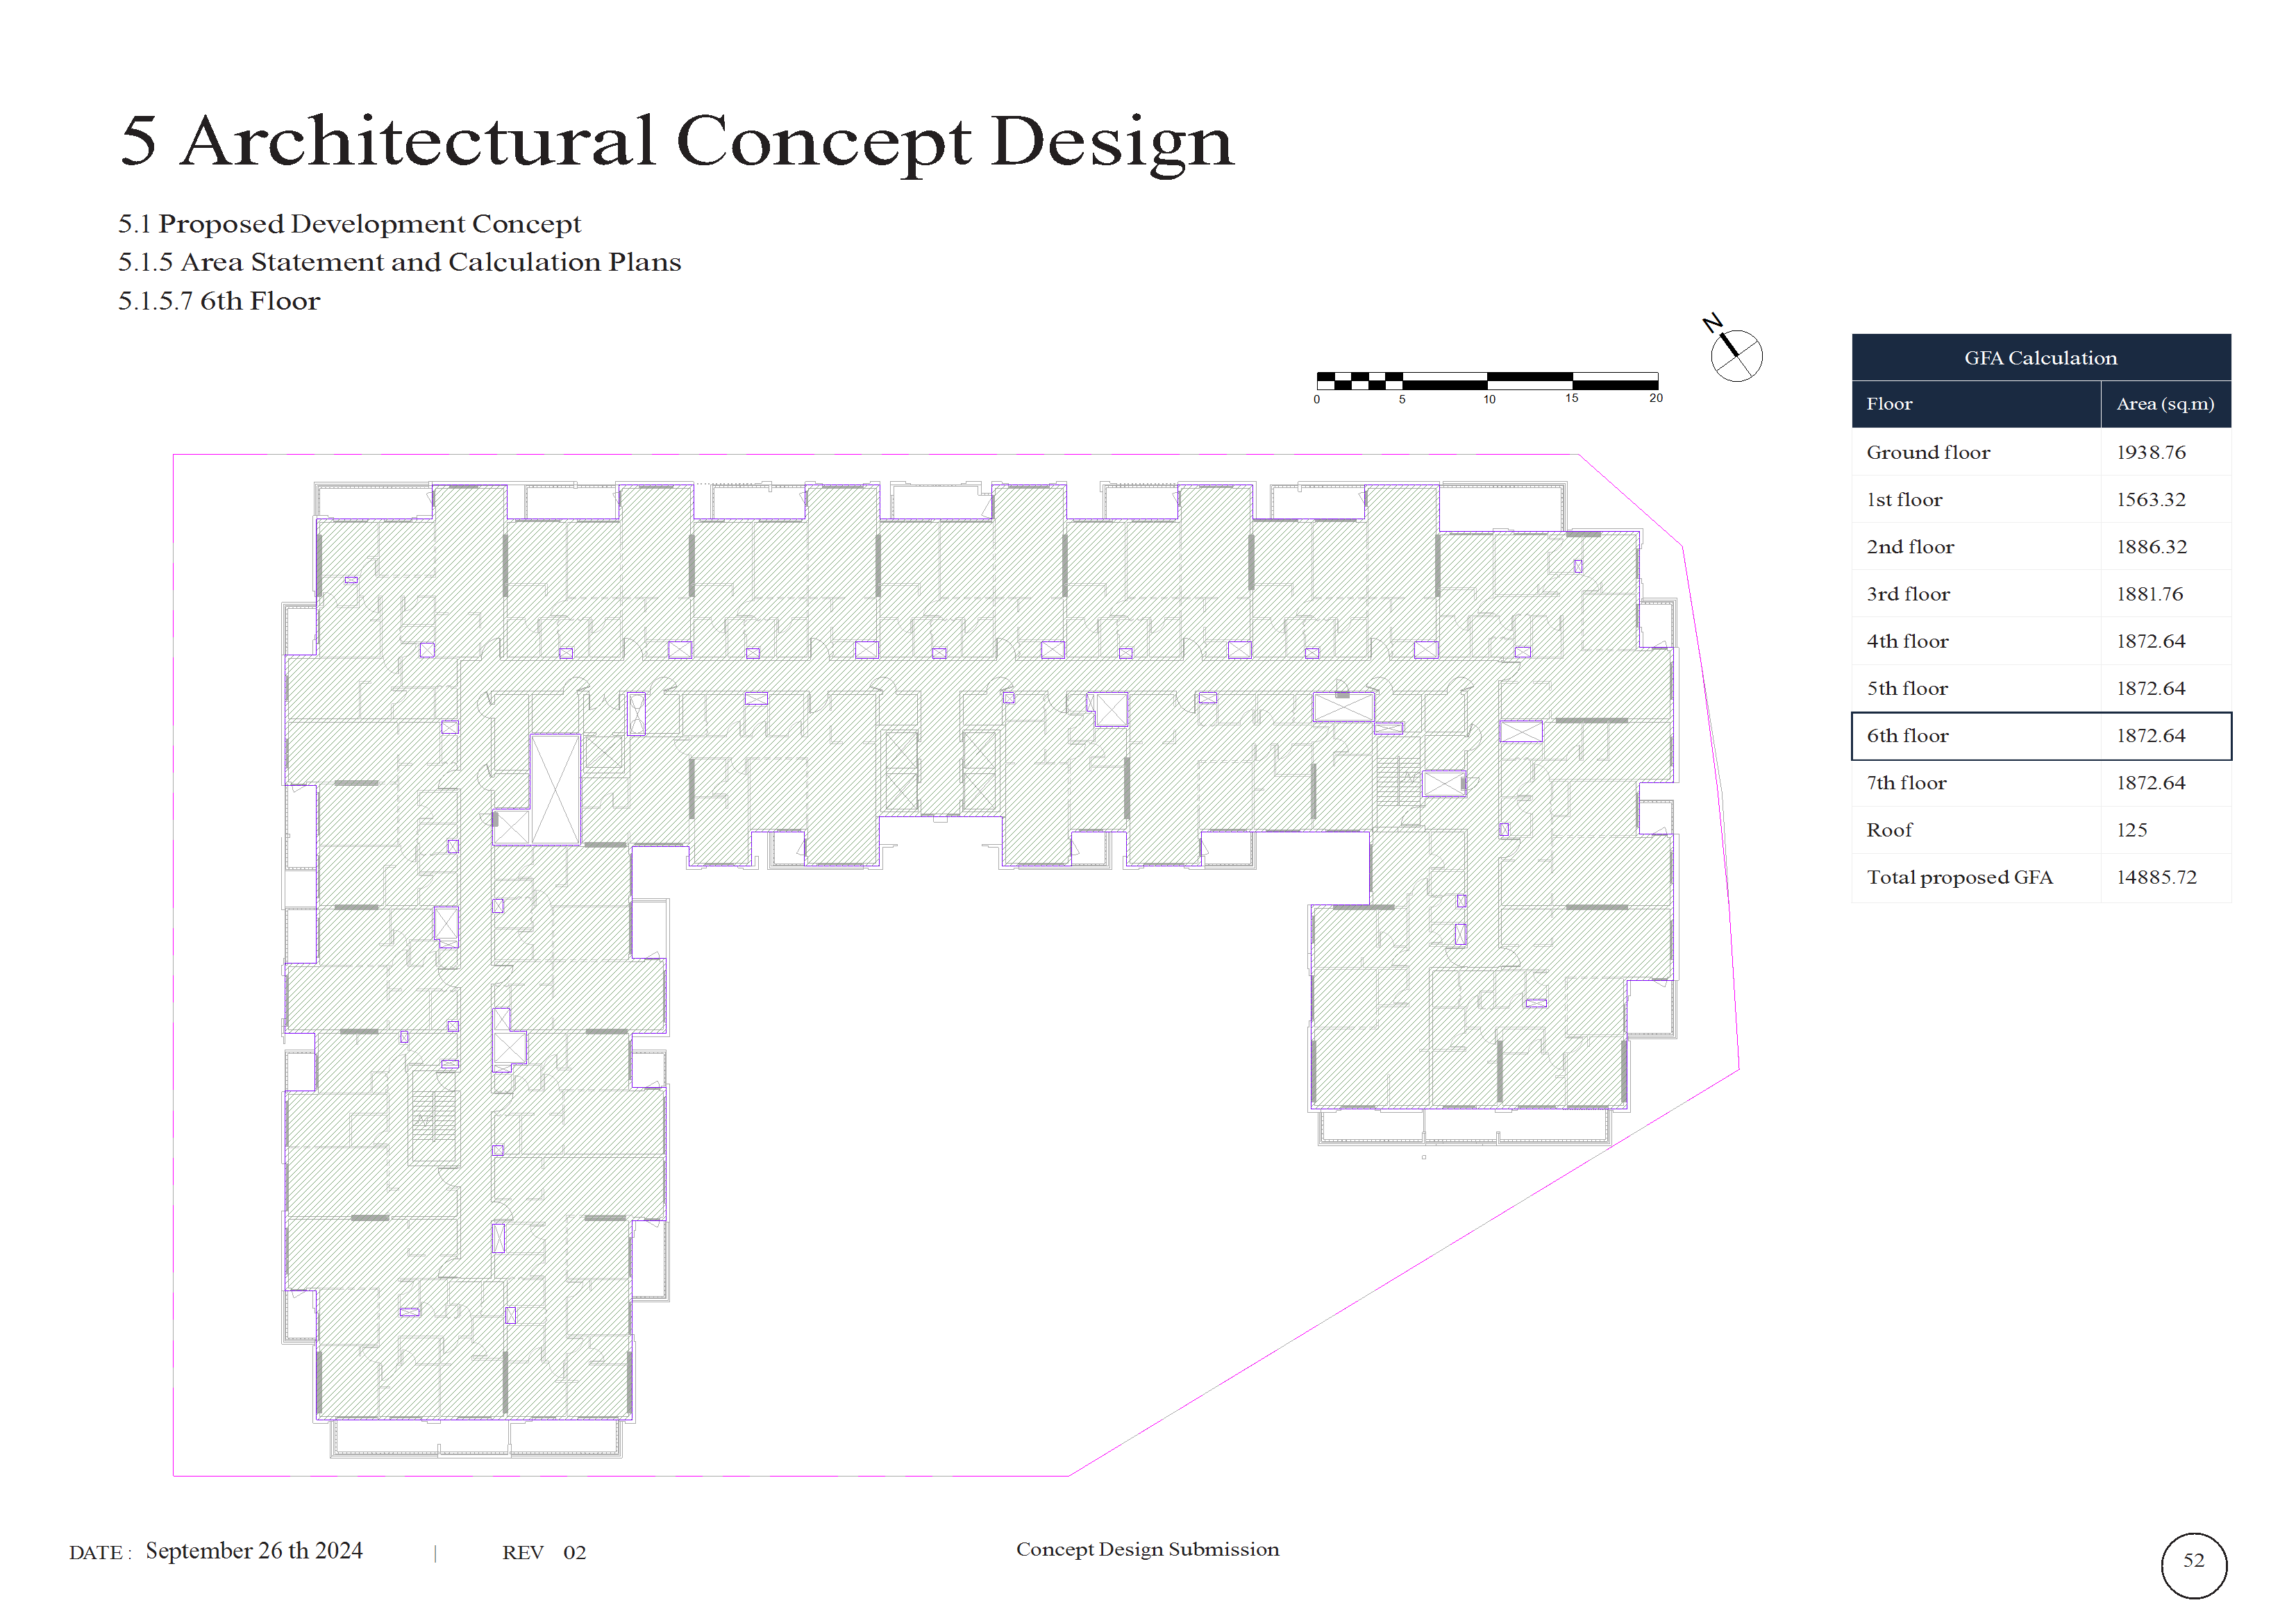 5 Architectural Concept Design
5.1 Proposed Development Concept
5.1.5 Area Statement and Calculation Plans
5.1.5.7 6th Floor
N
0 5 10 15 20
GFA Calculation
Floor Area (sq.m)
Ground floor 1938.76
1st floor 1563.32
2nd floor 1886.32
3rd floor 1881.76
4th floor 1872.64
5th floor 1872.64
6th floor 1872.64
7th floor 1872.64
Roof 125
Total proposed GFA 14885.72
DATE : September 26 th 2024 | REV 02
Concept Design Submission
52